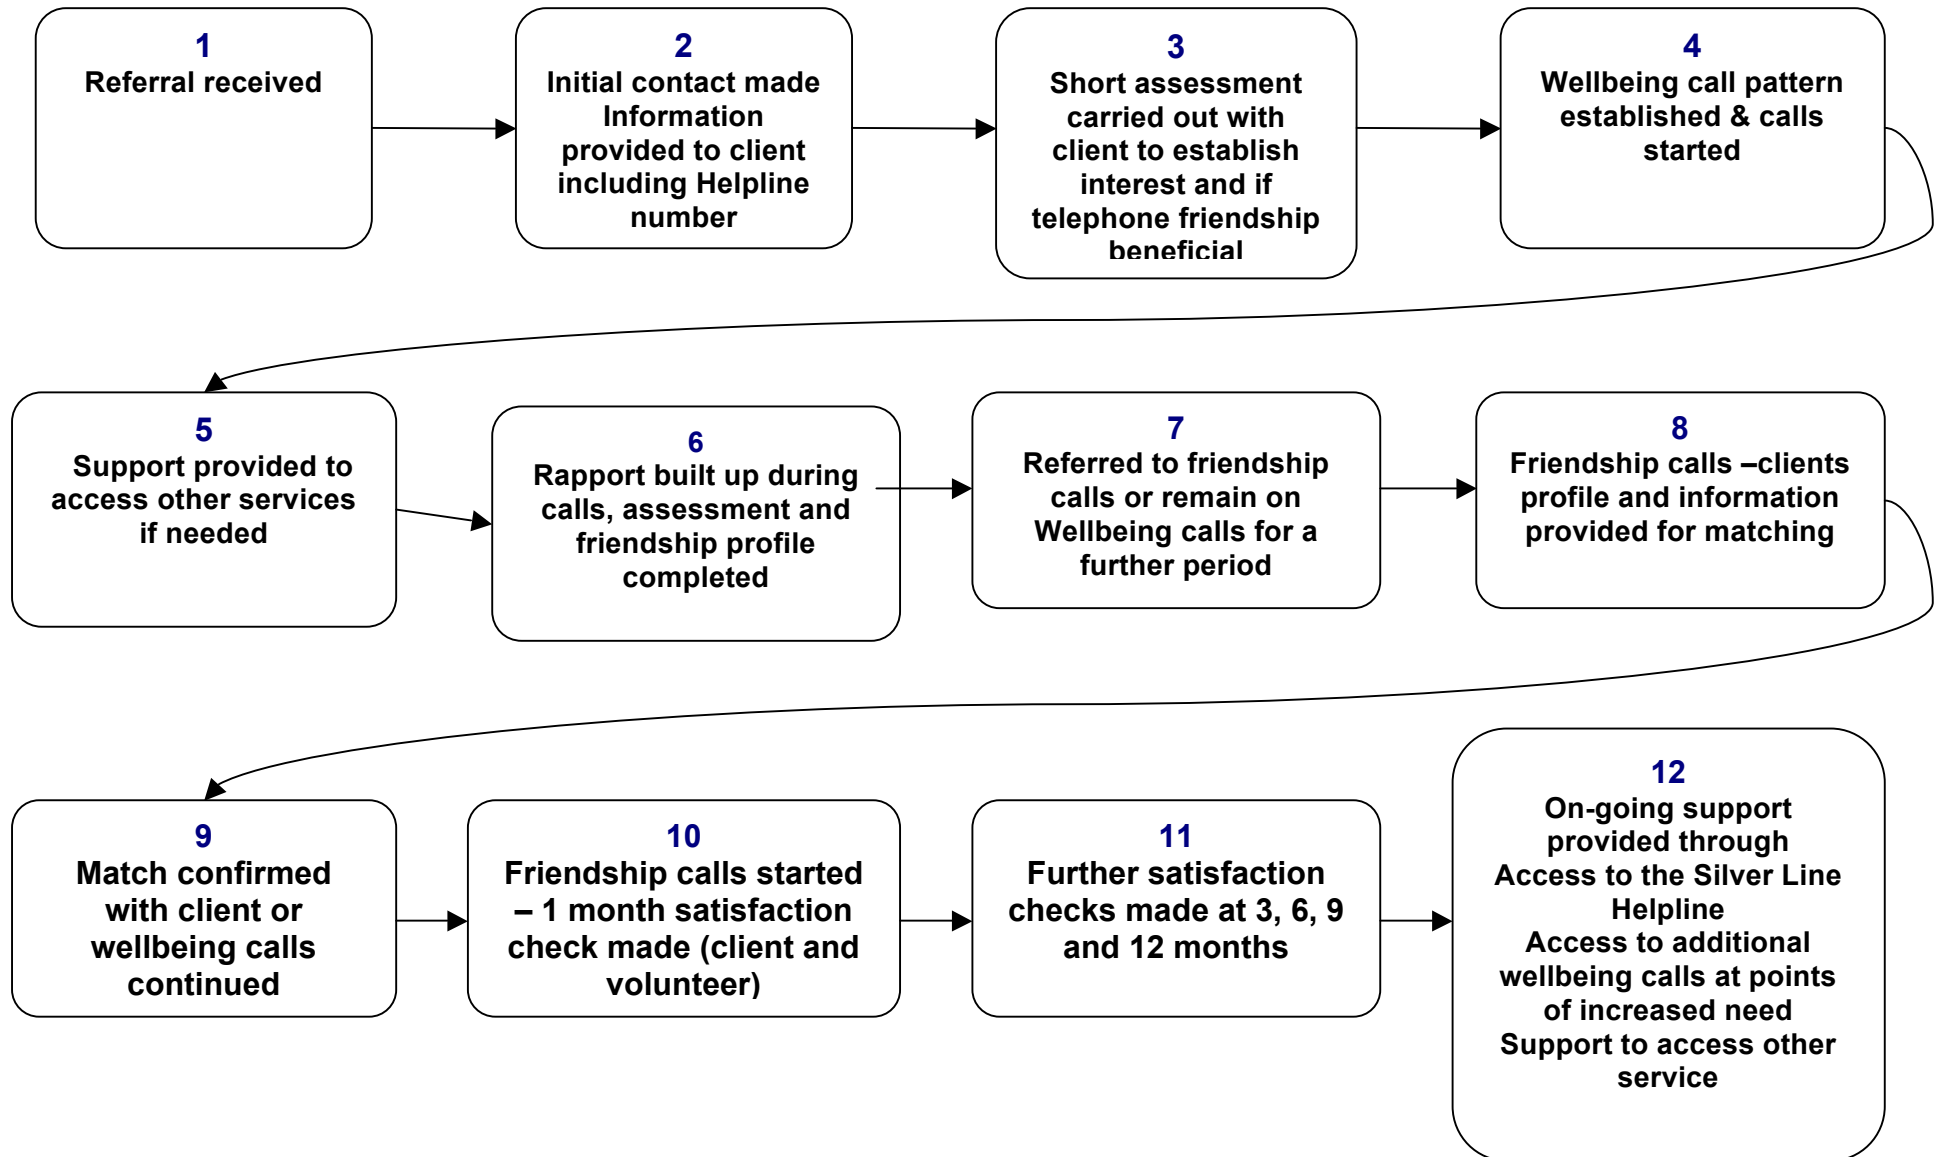 1
Referral received
2
Initial contact made
Information
provided to client
including Helpline
number
3
Short assessment
carried out with
client to establish
interest and if
telephone friendship
beneficial
4
Wellbeing call pattern
established & calls
started
5
Support provided to
access other services
if needed
6
Rapport built up during
calls, assessment and
friendship profile
completed
7
Referred to friendship
calls or remain on
Wellbeing calls for a
further period
8
Friendship calls –clients
profile and information
provided for matching
9
Match confirmed
with client or
wellbeing calls
continued
10
Friendship calls started
– 1 month satisfaction
check made (client and
volunteer)
11
Further satisfaction
checks made at 3, 6, 9
and 12 months
12
On-going support
provided through
Access to the Silver Line
Helpline
Access to additional
wellbeing calls at points
of increased need
Support to access other
service